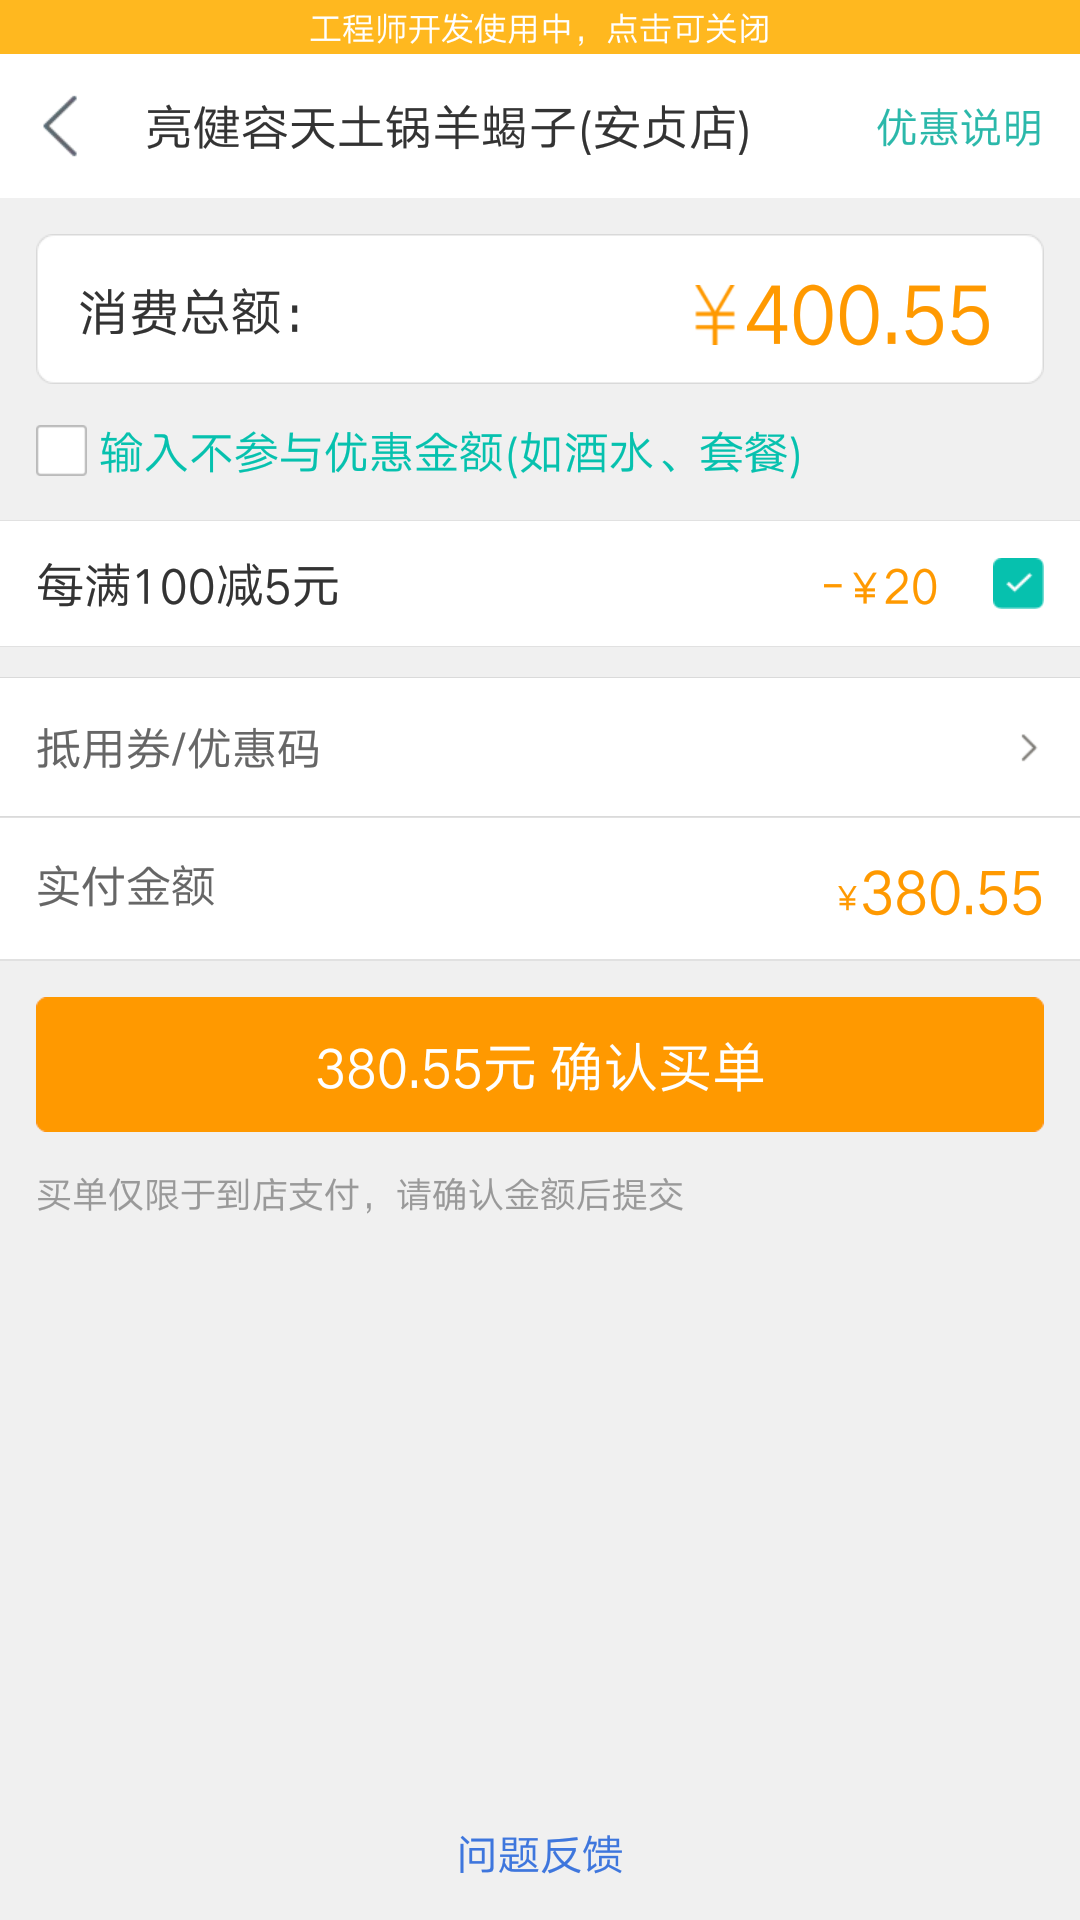 工程师开发使用中，点击可关闭
亮健容天土锅羊蝎子(安贞店)
优惠说明
消费总额：
¥400.55
输入不参与优惠金额(如酒水、套餐)
每满100减5元
-¥20
抵用券/优惠码
实付金额
¥380.55
380.55元 确认买单
买单仅限于到店支付，请确认金额后提交
问题反馈